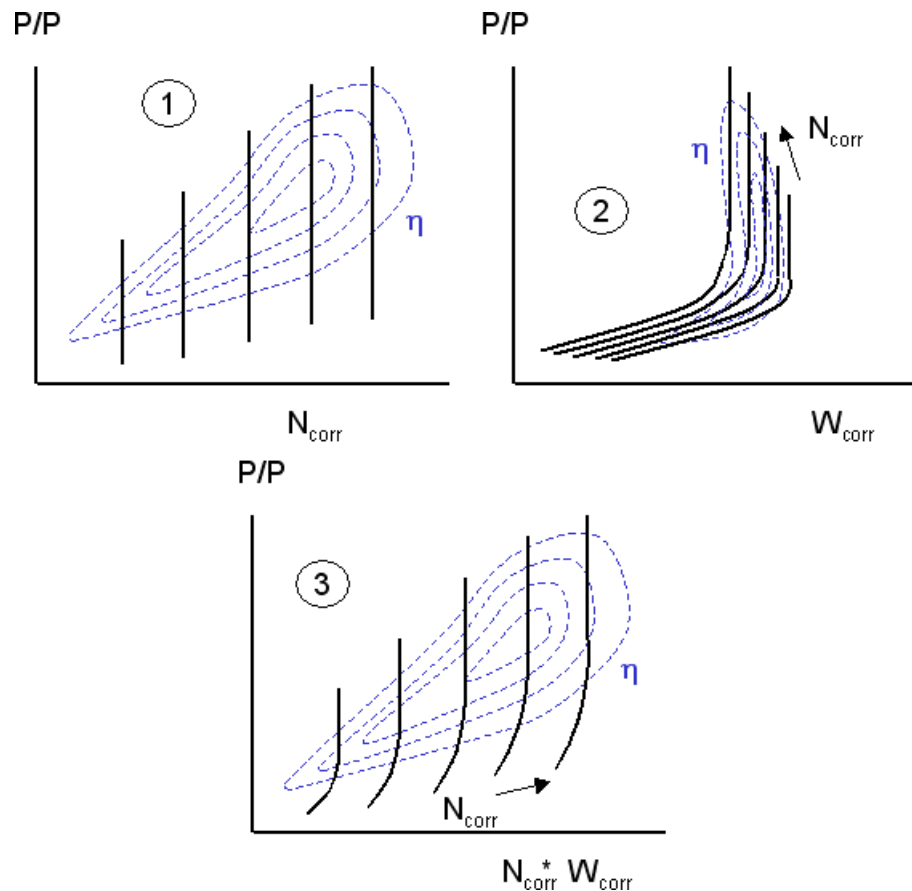 P/P
1
η
N_corr
P/P
N_corr
η
2
W_corr
P/P
3
η
N_corr
N_corr * W_corr